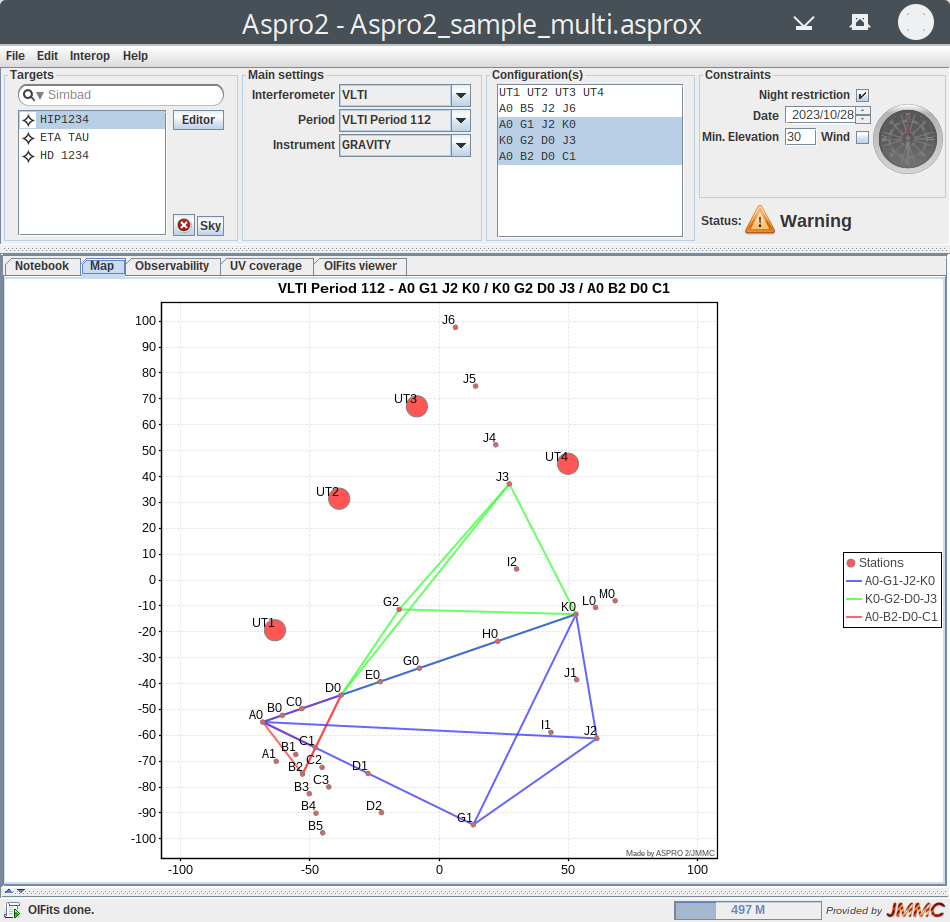 Aspro2 - Aspro2_sample_multi.asprox
File Edit Interop Help
Targets
Simbad
HIP1234
ETA TAU
HD 1234
Editor
Sky
Main settings
Interferometer VLTI
Period VLTI Period 112
Instrument GRAVITY
Configuration(s)
UT1 UT2 UT3 UT4
A0 B5 J2 J6
A0 G1 J2 K0
K0 G2 D0 J3
A0 B2 D0 C1
Constraints
Night restriction
Date 2023/10/28
Min. Elevation 30 Wind
Status: Warning
Notebook Map Observability UV coverage OIFits viewer
VLTI Period 112 - A0 G1 J2 K0 / K0 G2 D0 J3 / A0 B2 D0 C1
100
90
80
70
60
50
40
30
20
10
0
-10
-20
-30
-40
-50
-60
-70
-80
-90
-100
-100 -50 0 50 100
J6
J5
UT3
J4
UT4
J3
UT2
I2
G2
K0 L0 M0
UT1
H0
G0
J1
E0
D0
C0
B0
A0
I1
J2
C1
B1
A1
C2
B2
D1
C3
B3
B4
D2
G1
B5
Made by ASPRO 2/JMMC
Stations
A0-G1-J2-K0
K0-G2-D0-J3
A0-B2-D0-C1
OIFits done.
497 M
Provided by JMMC